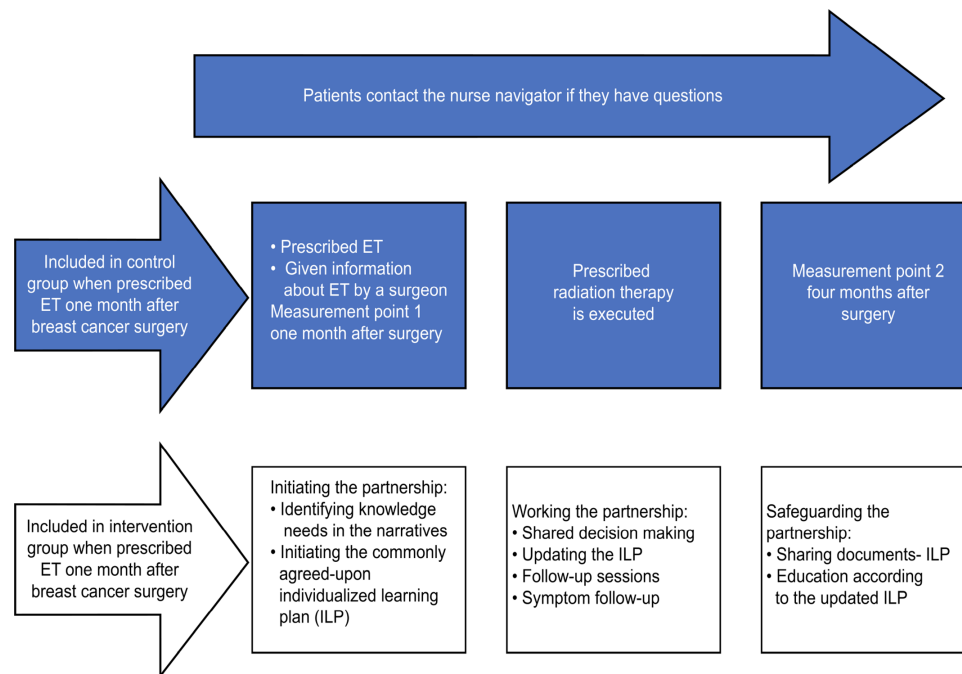 Patients contact the nurse navigator if they have questions
Included in control
group when prescribed
ET one month after
breast cancer surgery
• Prescribed ET
• Given information
about ET by a surgeon
Measurement point 1
one month after surgery
Prescribed
radiation therapy
is executed
Measurement point 2
four months after
surgery
Included in intervention
group when prescribed
ET one month after
breast cancer surgery
Initiating the partnership:
• Identifying knowledge
needs in the narratives
• Initiating the commonly
agreed-upon
individualized learning
plan (ILP)
Working the partnership:
• Shared decision making
• Updating the ILP
• Follow-up sessions
• Symptom follow-up
Safeguarding the
partnership:
• Sharing documents- ILP
• Education according
to the updated ILP